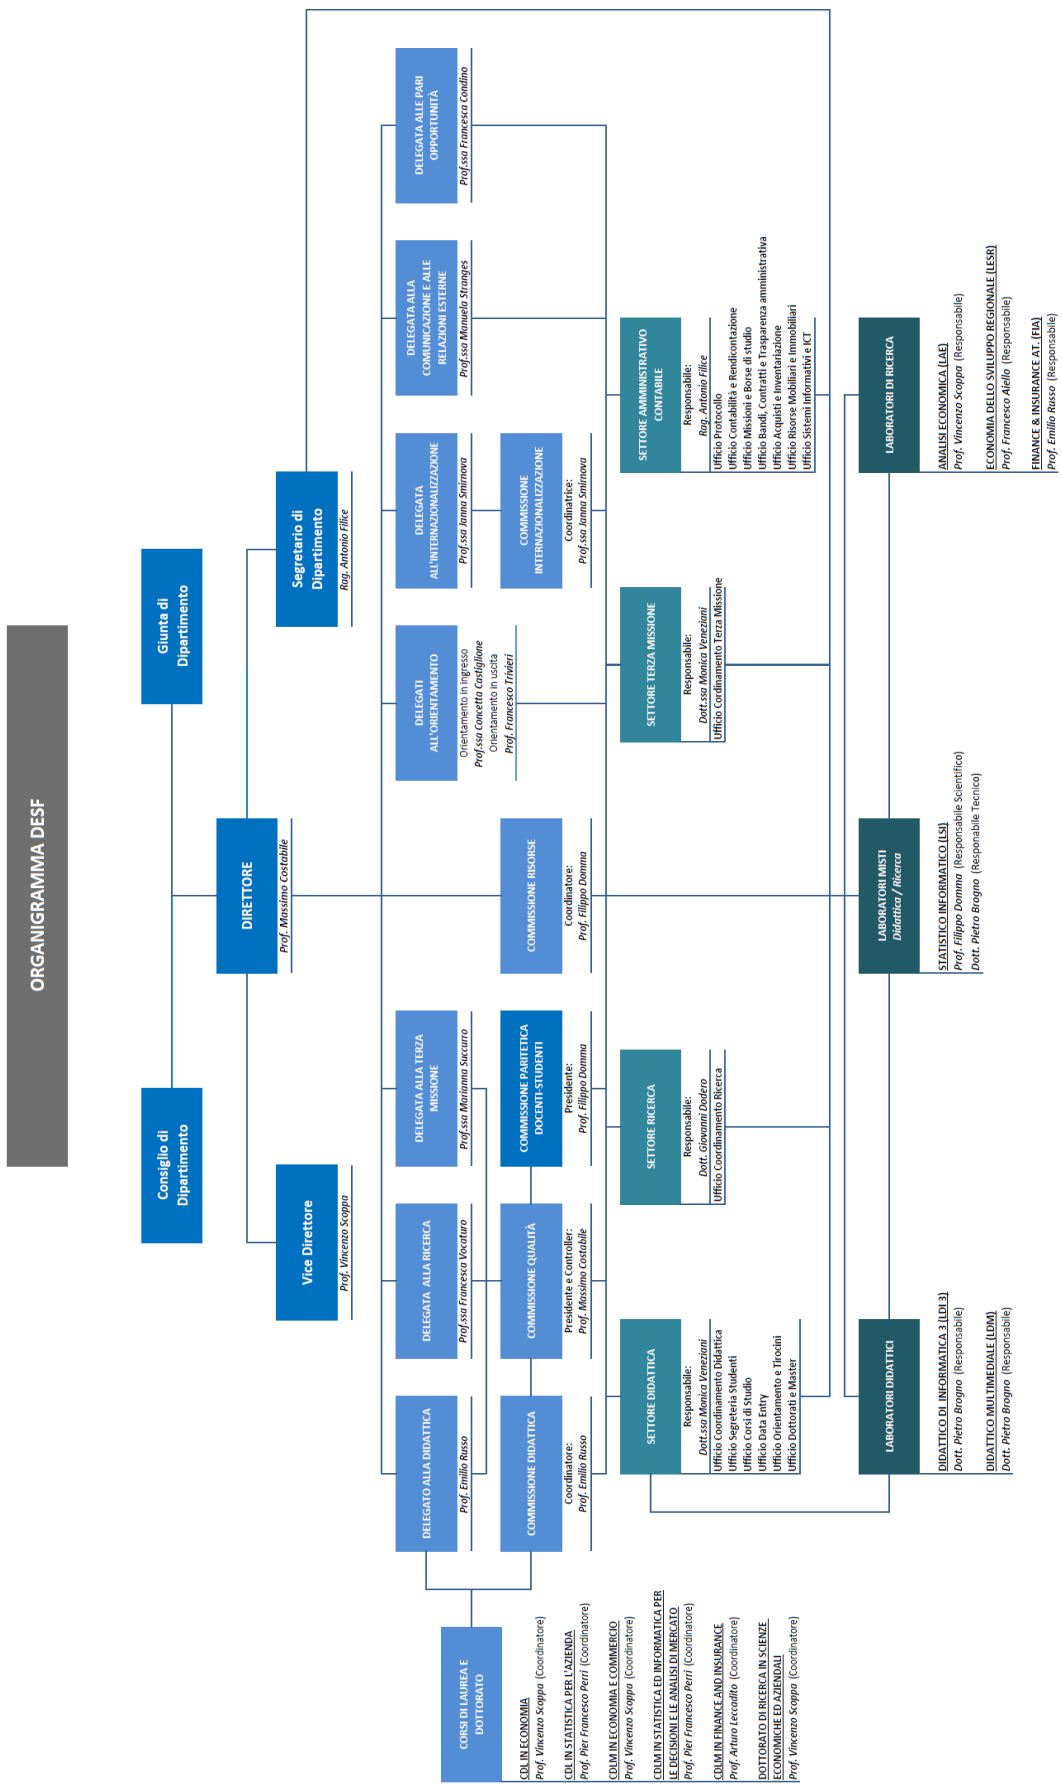 ORGANIGRAMMA DESF
Consiglio di
Dipartimento
Giunta di
Dipartimento
DIRETTORE
Prof. Massimo Costabile
Vice Direttore
Prof. Vincenzo Scoppa
Segretario di
Dipartimento
Rag. Antonio Filice
CORSI DI LAUREA E
DOTTORATO
CDL IN ECONOMIA
Prof. Vincenzo Scoppa (Coordinatore)
CDL IN STATISTICA PER L'AZIENDA
Prof. Pier Francesco Perri (Coordinatore)
CDLM IN ECONOMIA E COMMERCIO
Prof. Vincenzo Scoppa (Coordinatore)
CDLM IN STATISTICA ED INFORMATICA PER
LE DECISIONI E LE ANALISI DI MERCATO
Prof. Pier Francesco Perri (Coordinatore)
CDLM IN FINANCE AND INSURANCE
Prof. Arturo Leccadito (Coordinatore)
DOTTORATO DI RICERCA IN SCIENZE
ECONOMICHE ED AZIENDALI
Prof. Vincenzo Scoppa (Coordinatore)
DELEGATO ALLA DIDATTICA
Prof. Emilio Russo
DELEGATA ALLA RICERCA
Prof.ssa Francesca Vocaturo
DELEGATA ALLA TERZA
MISSIONE
Prof.ssa Marianna Succurro
DELEGATI
ALL'ORIENTAMENTO
Orientamento in ingresso
Prof.ssa Concetta Castiglione
Orientamento in uscita
Prof. Francesco Trivieri
DELEGATA
ALL'INTERNAZIONALIZZAZIONE
Prof.ssa Janna Smirnova
DELEGATA ALLA
COMUNICAZIONE E ALLE
RELAZIONI ESTERNE
Prof.ssa Manuela Stranges
DELEGATA ALLE PARI
OPPORTUNITÀ
Prof.ssa Francesca Condino
COMMISSIONE DIDATTICA
Coordinatore:
Prof. Emilio Russo
COMMISSIONE QUALITÀ
Presidente e Controller:
Prof. Massimo Costabile
COMMISSIONE PARITETICA
DOCENTI-STUDENTI
Presidente:
Prof. Filippo Domma
COMMISSIONE RISORSE
Coordinatore:
Prof. Filippo Domma
COMMISSIONE
INTERNAZIONALIZZAZIONE
Coordinatrice:
Prof.ssa Janna Smirnova
SETTORE DIDATTICA
Responsabile:
Dott.ssa Monica Veneziani
Ufficio Coordinamento Didattica
Ufficio Segreteria Studenti
Ufficio Corsi di Studio
Ufficio Data Entry
Ufficio Orientamento e Tirocini
Ufficio Dottorati e Master
SETTORE RICERCA
Responsabile:
Dott. Giovanni Dodero
Ufficio Coordinamento Ricerca
SETTORE TERZA MISSIONE
Responsabile:
Dott.ssa Monica Veneziani
Ufficio Cordinamento Terza Missione
SETTORE AMMINISTRATIVO
CONTABILE
Responsabile:
Rag. Antonio Filice
Ufficio Protocollo
Ufficio Contabilità e Rendicontazione
Ufficio Missioni e Borse di studio
Ufficio Bandi, Contratti e Trasparenza amministrativa
Ufficio Acquisti e Inventariazione
Ufficio Risorse Mobiliari e Immobiliari
Ufficio Sistemi Informativi e ICT
LABORATORI DIDATTICI
DIDATTICO DI INFORMATICA 3 (LDI 3)
Dott. Pietro Brogno (Responsabile)
DIDATTICO MULTIMEDIALE (LDM)
Dott. Pietro Brogno (Responsabile)
LABORATORI MISTI
Didattica / Ricerca
STATISTICO INFORMATICO (LSI)
Prof. Filippo Domma (Responsabile Scientifico)
Dott. Pietro Brogno (Responabile Tecnico)
LABORATORI DI RICERCA
ANALISI ECONOMICA (LAE)
Prof. Vincenzo Scoppa (Responsabile)
ECONOMIA DELLO SVILUPPO REGIONALE (LESR)
Prof. Francesco Aiello (Responsabile)
FINANCE & INSURANCE AT. (FIA)
Prof. Emilio Russo (Responsabile)